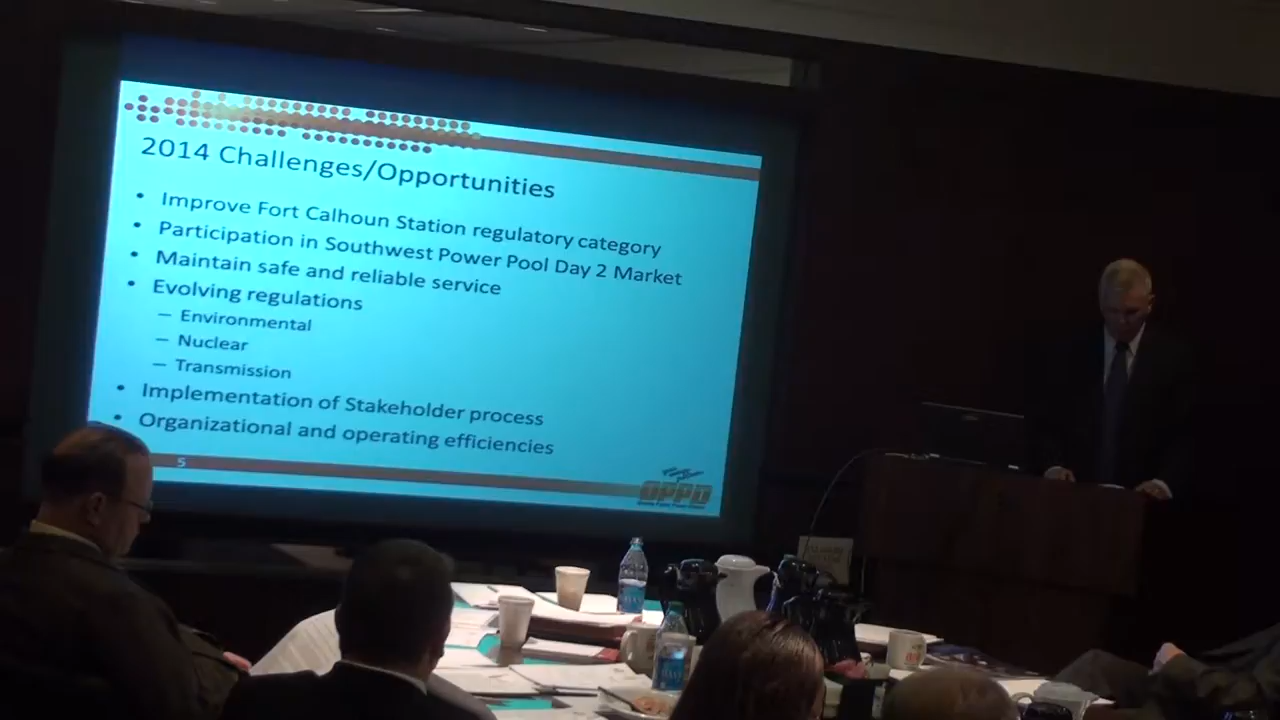 2014 Challenges/Opportunities
• Improve Fort Calhoun Station regulatory category
• Participation in Southwest Power Pool Day 2 Market
• Maintain safe and reliable service
• Evolving regulations
– Environmental
– Nuclear
– Transmission
• Implementation of Stakeholder process
• Organizational and operating efficiencies
5
OPPD